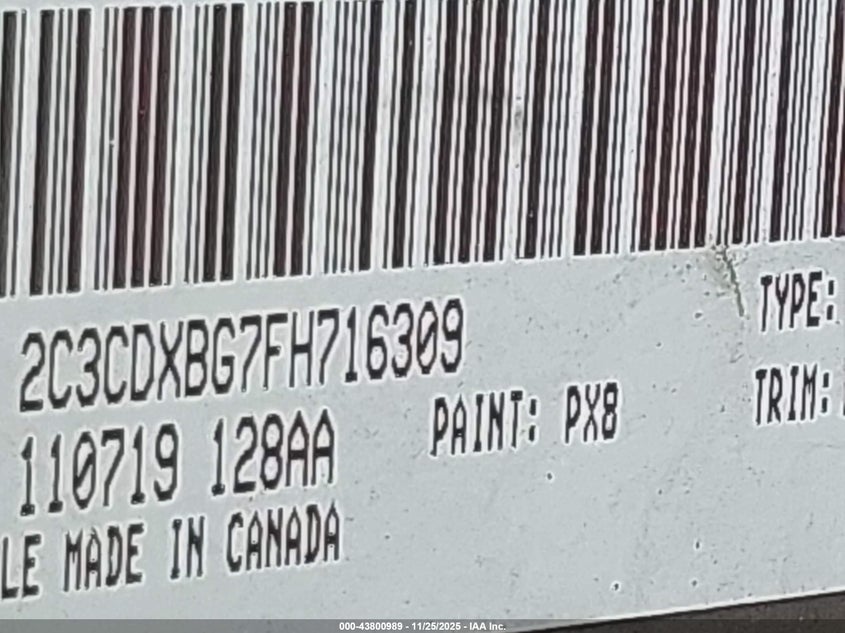 2C3CDXBG7FH716309
TYPE:
110719 128AA
PAINT: PX8
TRIM:
LE MADE IN CANADA
000-43800989 - 11/25/2025 - IAA Inc.